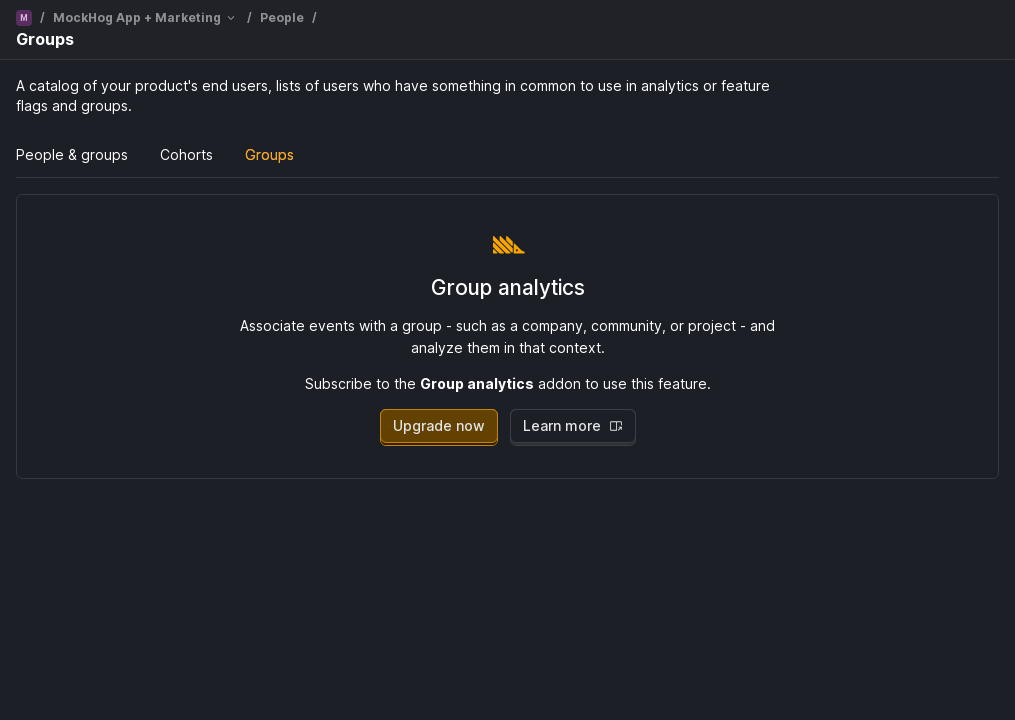 M / MockHog App + Marketing / People /
Groups
A catalog of your product's end users, lists of users who have something in common to use in analytics or feature
flags and groups.
People & groups Cohorts Groups
Group analytics
Associate events with a group - such as a company, community, or project - and
analyze them in that context.
Subscribe to the Group analytics addon to use this feature.
Upgrade now Learn more